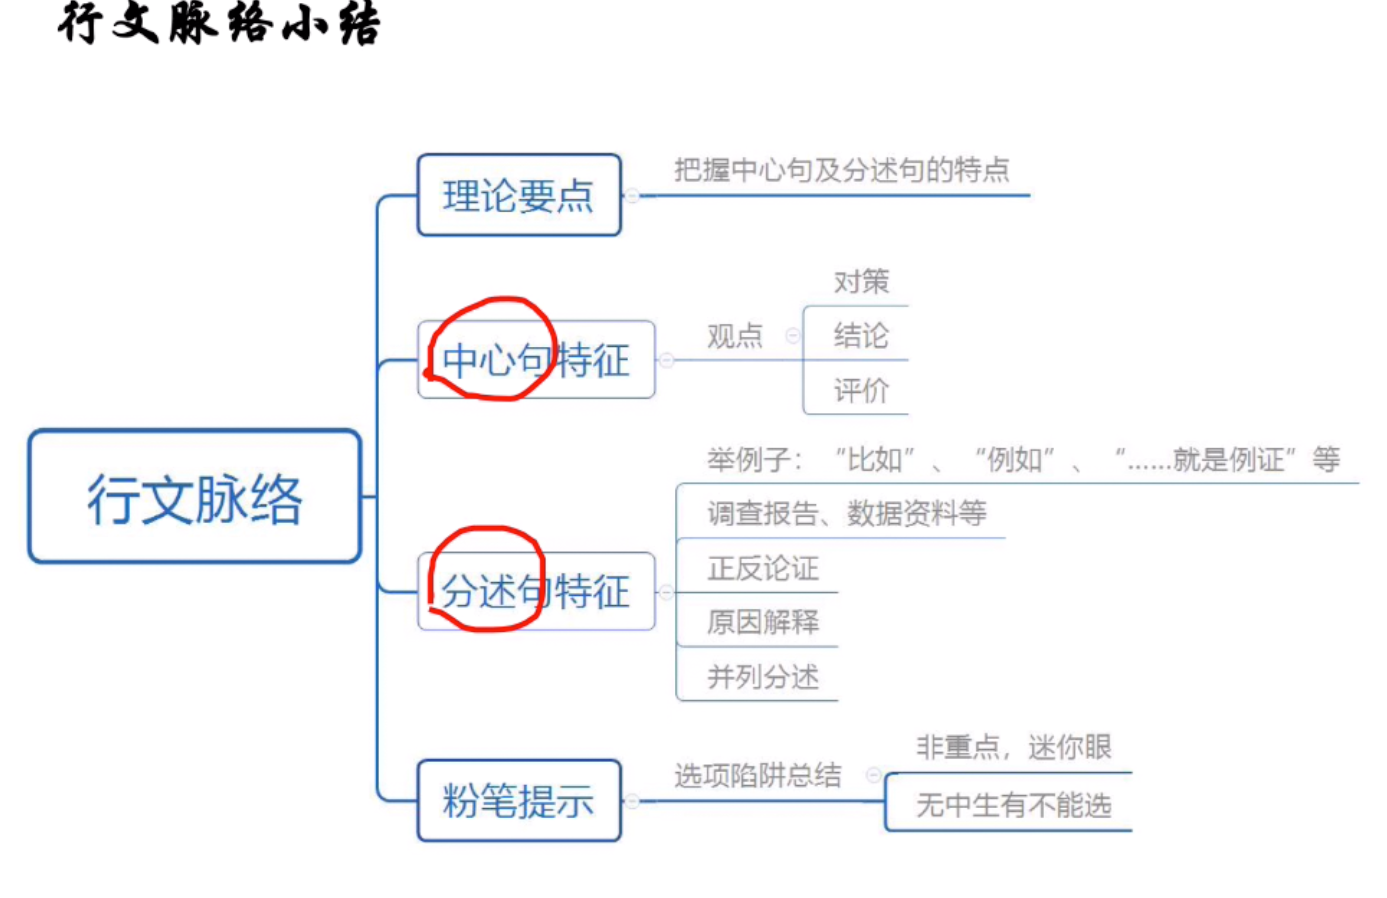 行文脉络小结
行文脉络
理论要点
把握中心句及分述句的特点
中心句特征
观点
对策
结论
评价
分述句特征
举例子：“比如”、“例如”、“……就是例证”等
调查报告、数据资料等
正反论证
原因解释
并列分述
粉笔提示
选项陷阱总结
非重点，迷你眼
无中生有不能选